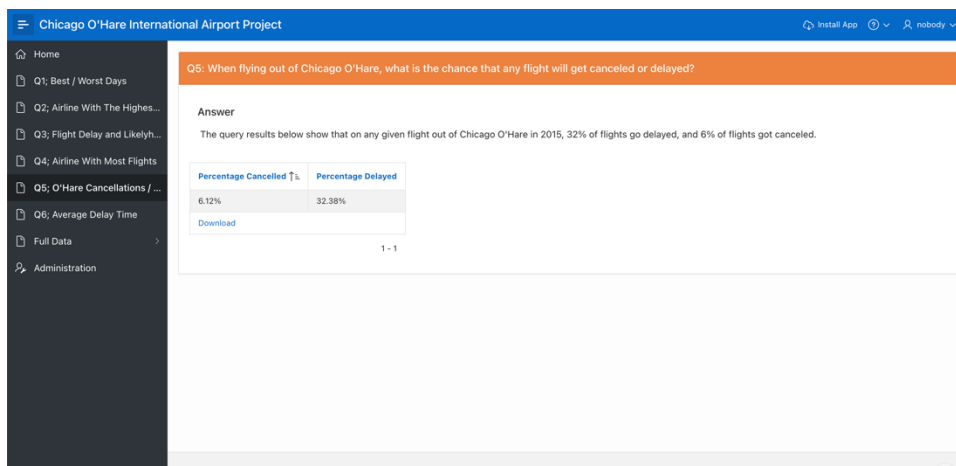 Chicago O'Hare International Airport Project
Install App
nobody
Home
Q1; Best / Worst Days
Q2; Airline With The Highes...
Q3; Flight Delay and Likelyh...
Q4; Airline With Most Flights
Q5; O'Hare Cancellations / ...
Q6; Average Delay Time
Full Data
Administration
Q5: When flying out of Chicago O'Hare, what is the chance that any flight will get canceled or delayed?
Answer
The query results below show that on any given flight out of Chicago O'Hare in 2015, 32% of flights go delayed, and 6% of flights got canceled.
Percentage Cancelled Percentage Delayed
6.12% 32.38%
Download
1 - 1